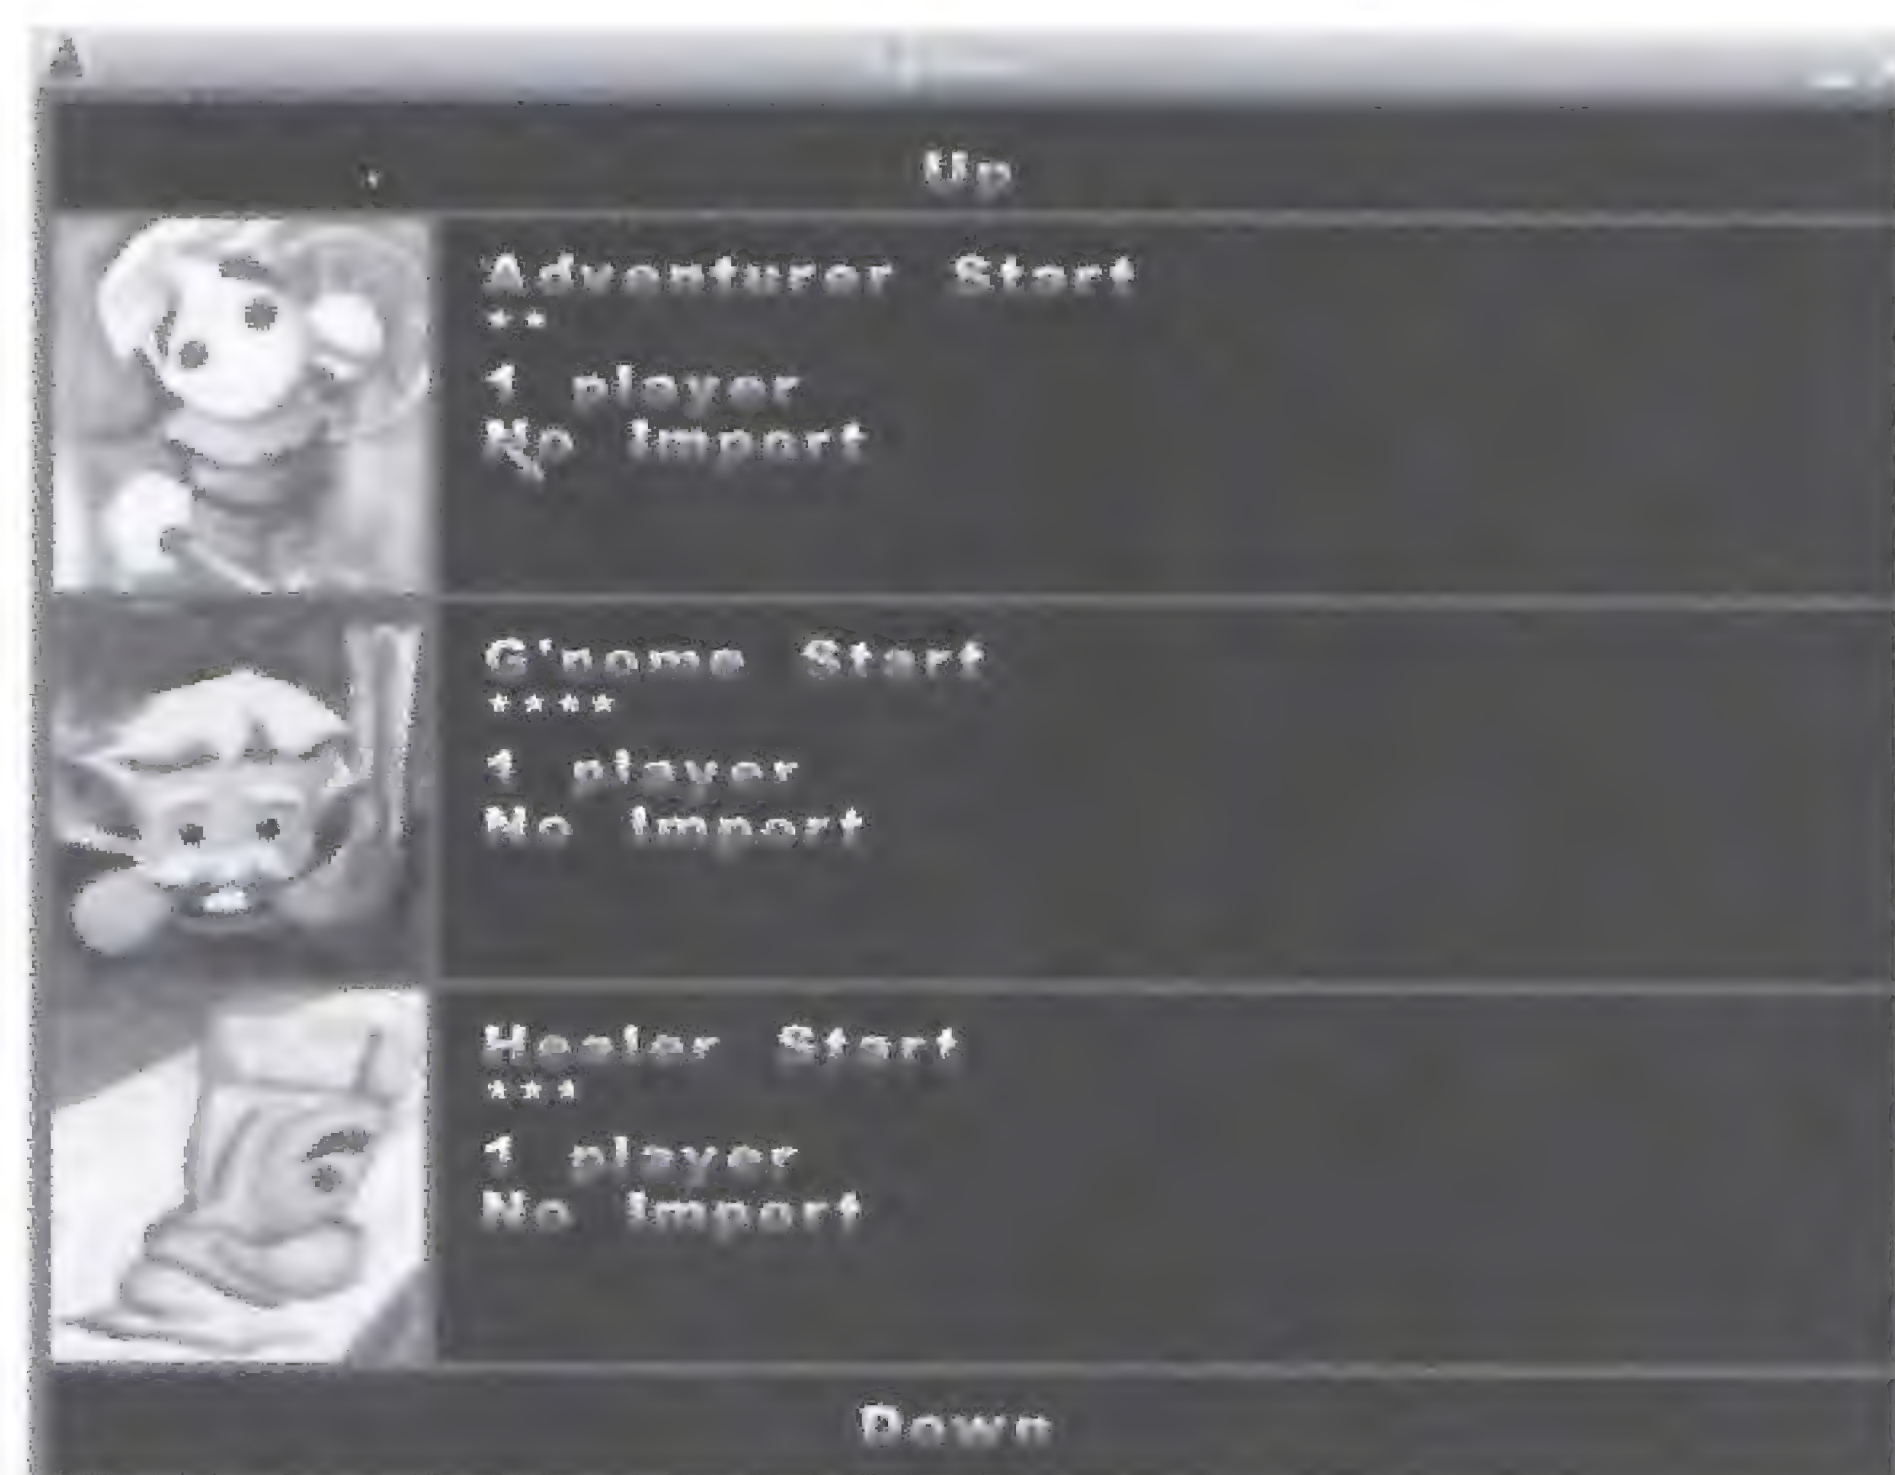 Up
Adventurer Start
**
1 player
No Import
G'nome Start
****
1 player
No Import
Healer Start
***
1 player
No Import
Down